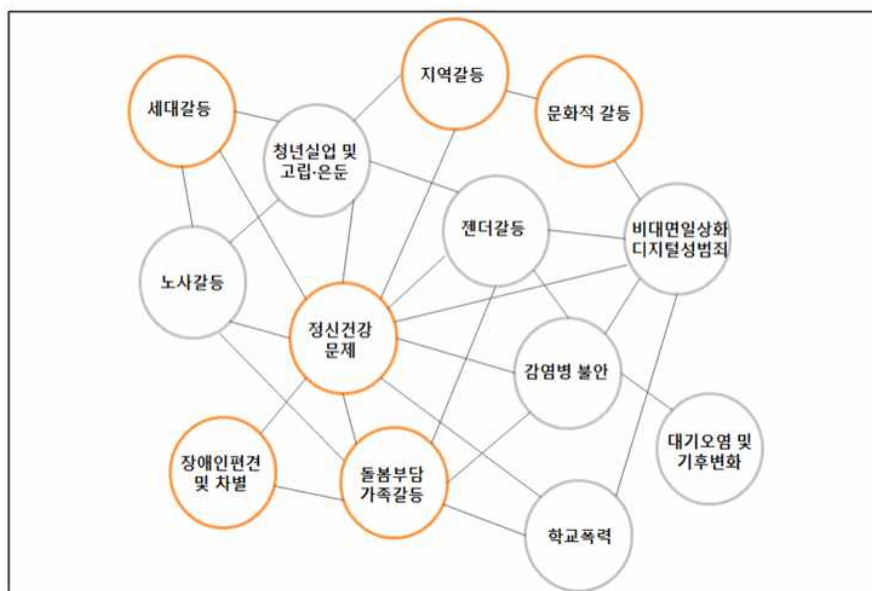 지역갈등
세대갈등
문화적 갈등
청년실업 및
고립·은둔
젠더갈등
비대면일상화
디지털성범죄
노사갈등
정신건강
문제
감염병 불안
대기오염 및
기후변화
장애인편견
및 차별
돌봄부담
가족갈등
학교폭력